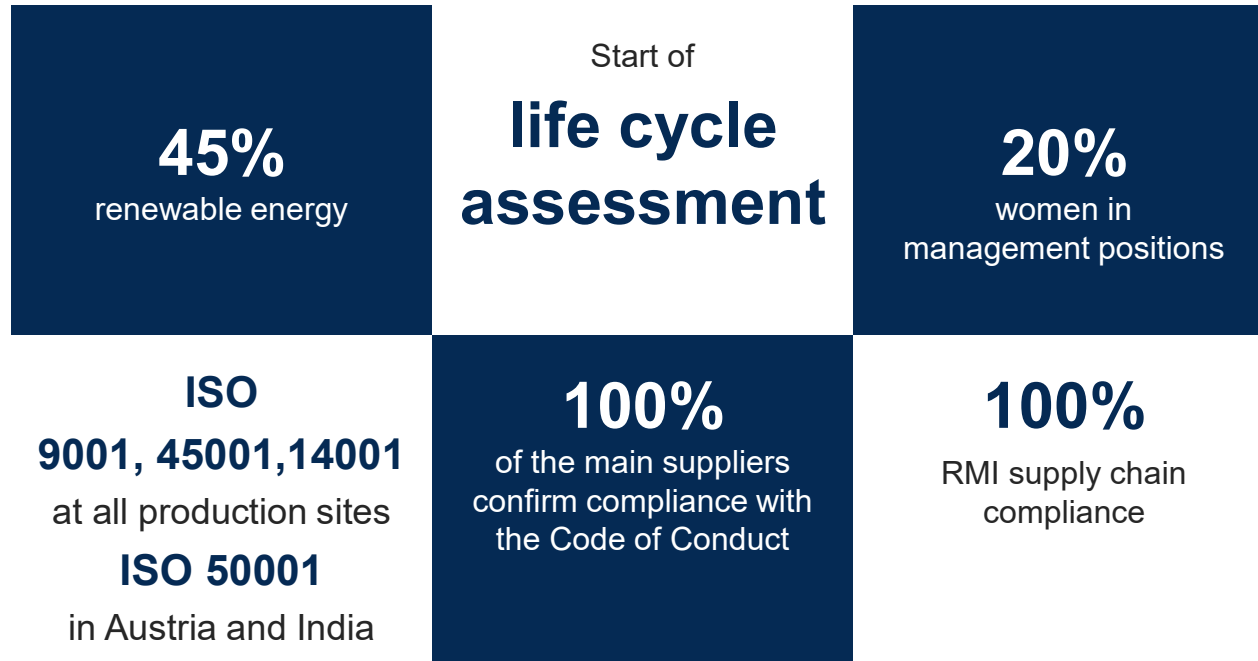 45%
renewable energy
Start of
life cycle
assessment
20%
women in
management positions
ISO
9001, 45001,14001
at all production sites
ISO 50001
in Austria and India
100%
of the main suppliers
confirm compliance with
the Code of Conduct
100%
RMI supply chain
compliance